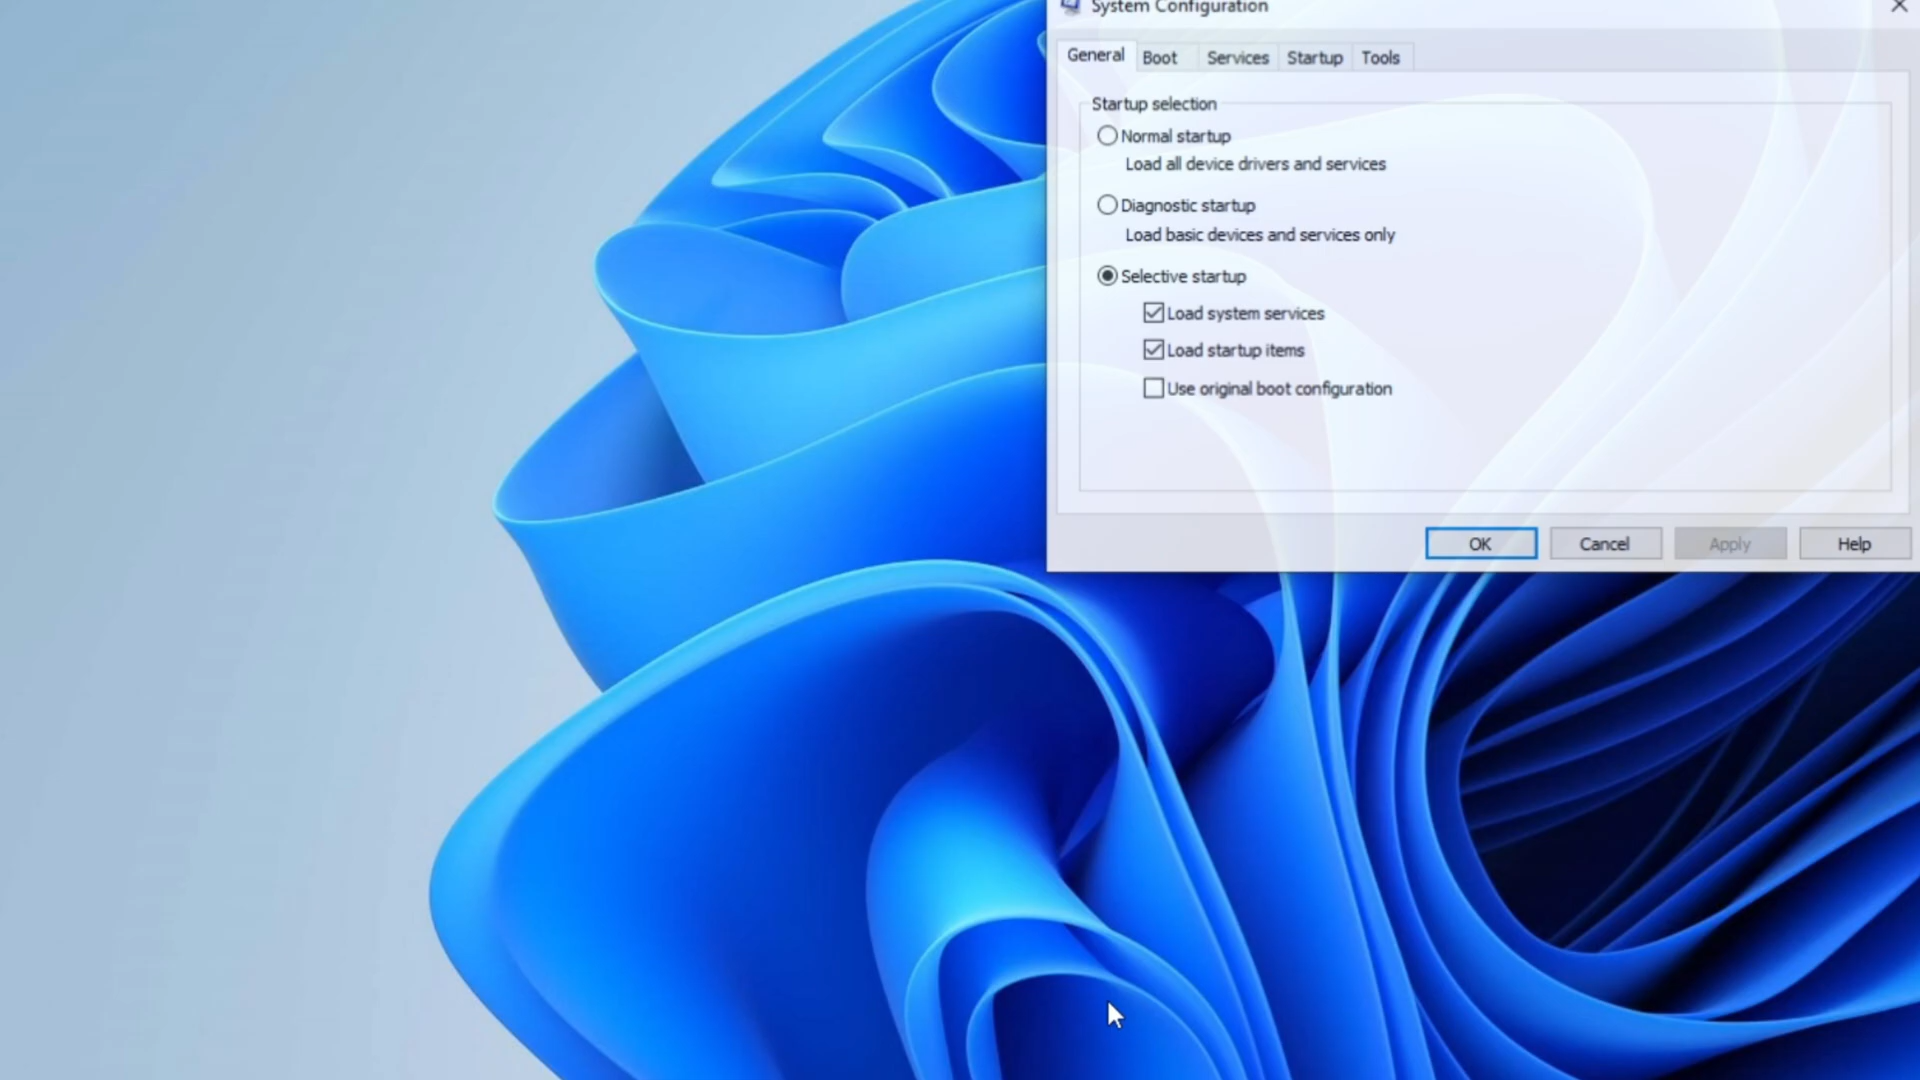 System Configuration
General Boot Services Startup Tools
Startup selection
Normal startup
Load all device drivers and services
Diagnostic startup
Load basic devices and services only
Selective startup
Load system services
Load startup items
Use original boot configuration
OK Cancel Apply Help